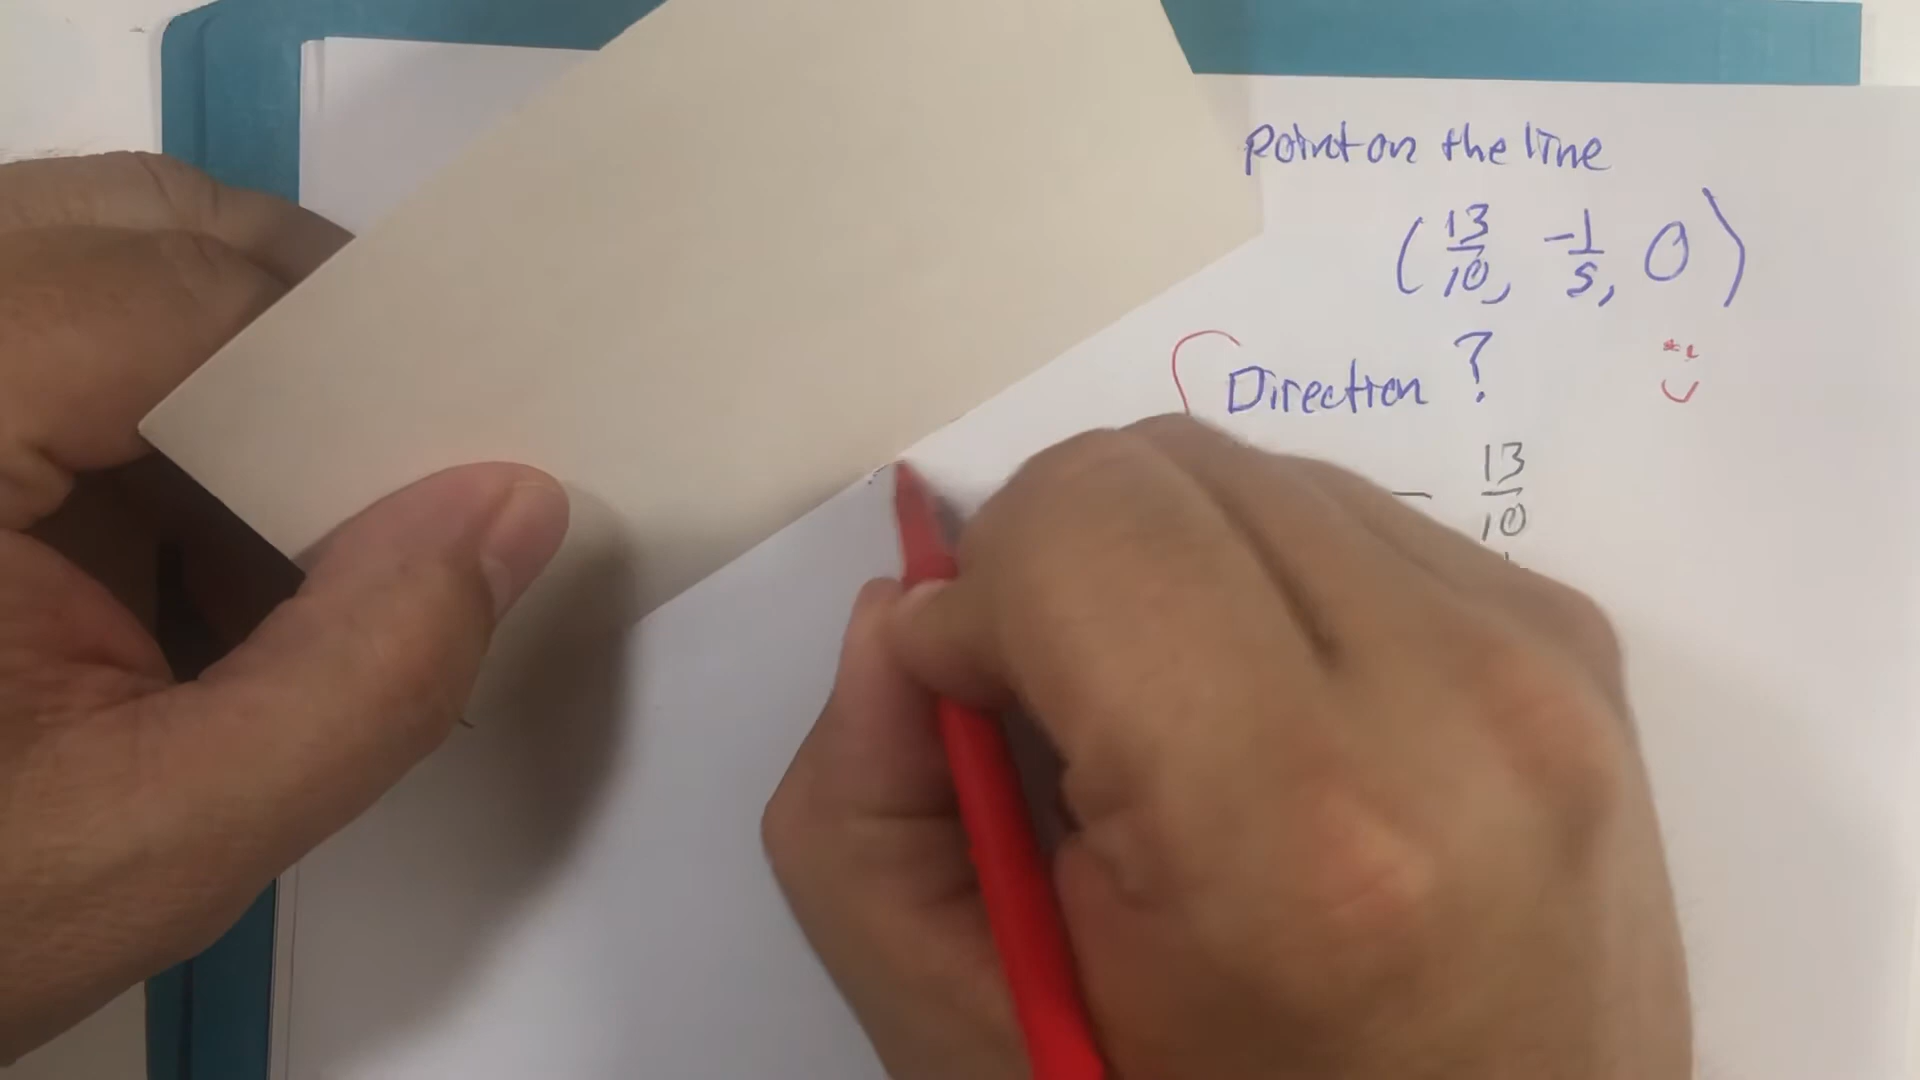 Point on the line
(13/10, -1/5, 0)
Direction ?
— 13/10